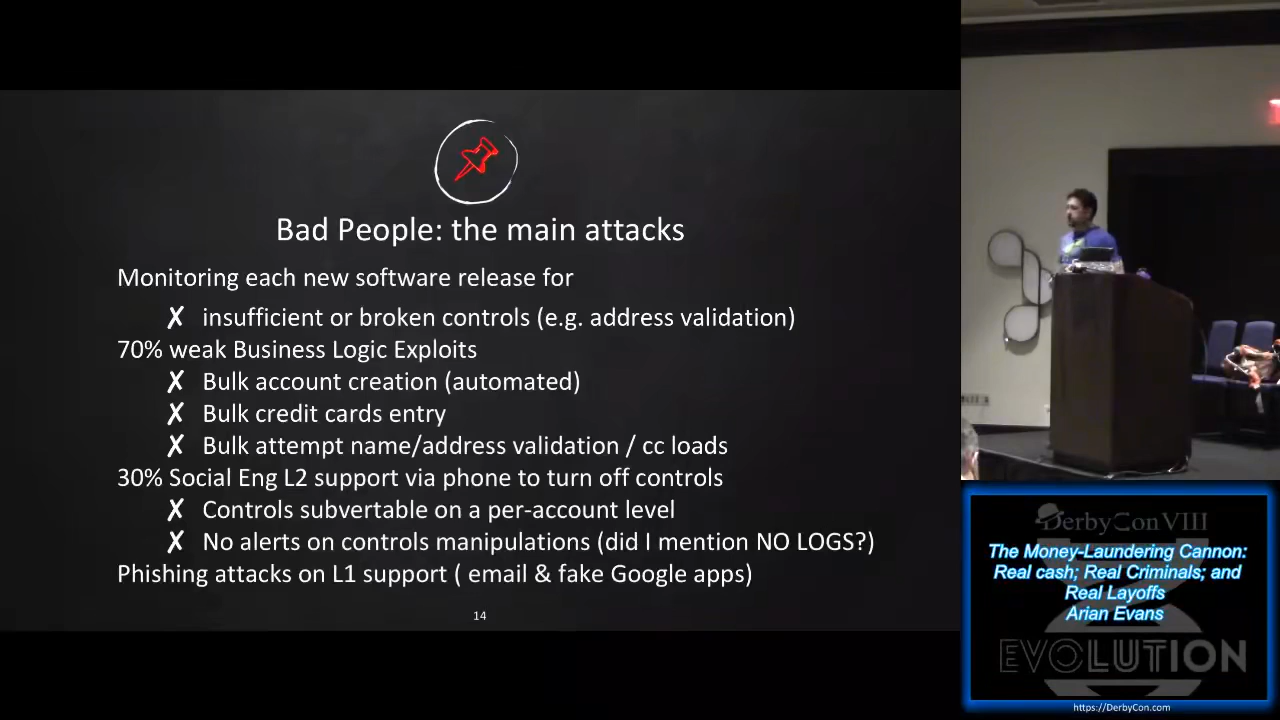 Bad People: the main attacks
Monitoring each new software release for
✗ insufficient or broken controls (e.g. address validation)
70% weak Business Logic Exploits
✗ Bulk account creation (automated)
✗ Bulk credit cards entry
✗ Bulk attempt name/address validation / cc loads
30% Social Eng L2 support via phone to turn off controls
✗ Controls subvertable on a per-account level
✗ No alerts on controls manipulations (did I mention NO LOGS?)
Phishing attacks on L1 support ( email & fake Google apps)
14
DerbyCon VIII
The Money-Laundering Cannon:
Real cash; Real Criminals; and
Real Layoffs
Arian Evans
EVOLUTION
https://DerbyCon.com